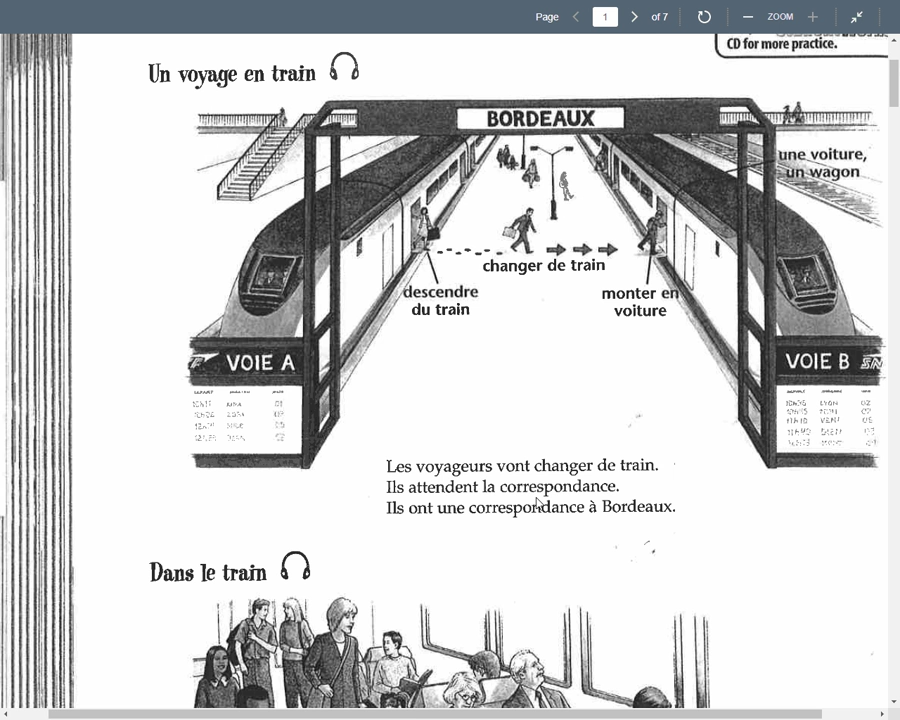 Page
1
of 7
ZOOM
CD for more practice.
Un voyage en train
BORDEAUX
une voiture,
un wagon
changer de train
descendre
du train
monter en
voiture
VOIE A
VOIE B
SN
Les voyageurs vont changer de train.
Ils attendent la correspondance.
Ils ont une correspondance à Bordeaux.
Dans le train